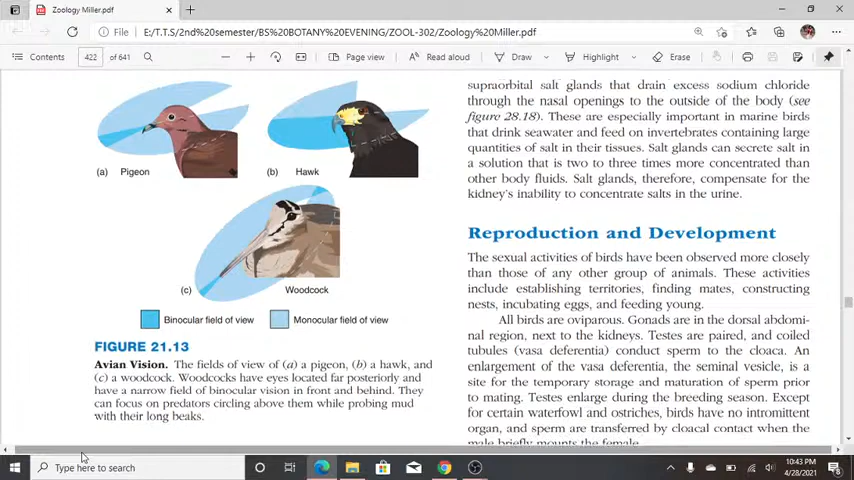 Zoology Miller.pdf
File
E:/T.T.S/2nd%20semester/BS%20BOTANY%20EVENING/ZOOL-302/Zoology%20Miller.pdf
Contents
422
of 641
Page view
Read aloud
Draw
Highlight
Erase
(a) Pigeon
(b) Hawk
(c) Woodcock
Binocular field of view
Monocular field of view
FIGURE 21.13
Avian Vision. The fields of view of (a) a pigeon, (b) a hawk, and
(c) a woodcock. Woodcocks have eyes located far posteriorly and
have a narrow field of binocular vision in front and behind. They
can focus on predators circling above them while probing mud
with their long beaks.
supraorbital salt glands that drain excess sodium chloride
through the nasal openings to the outside of the body (see
figure 28.18). These are especially important in marine birds
that drink seawater and feed on invertebrates containing large
quantities of salt in their tissues. Salt glands can secrete salt in
a solution that is two to three times more concentrated than
other body fluids. Salt glands, therefore, compensate for the
kidney's inability to concentrate salts in the urine.
Reproduction and Development
The sexual activities of birds have been observed more closely
than those of any other group of animals. These activities
include establishing territories, finding mates, constructing
nests, incubating eggs, and feeding young.
All birds are oviparous. Gonads are in the dorsal abdomi-
nal region, next to the kidneys. Testes are paired, and coiled
tubules (vasa deferentia) conduct sperm to the cloaca. An
enlargement of the vasa deferentia, the seminal vesicle, is a
site for the temporary storage and maturation of sperm prior
to mating. Testes enlarge during the breeding season. Except
for certain waterfowl and ostriches, birds have no intromittent
organ, and sperm are transferred by cloacal contact when the
male briefly mounts the female.
Type here to search
10:43 PM
4/28/2021
8